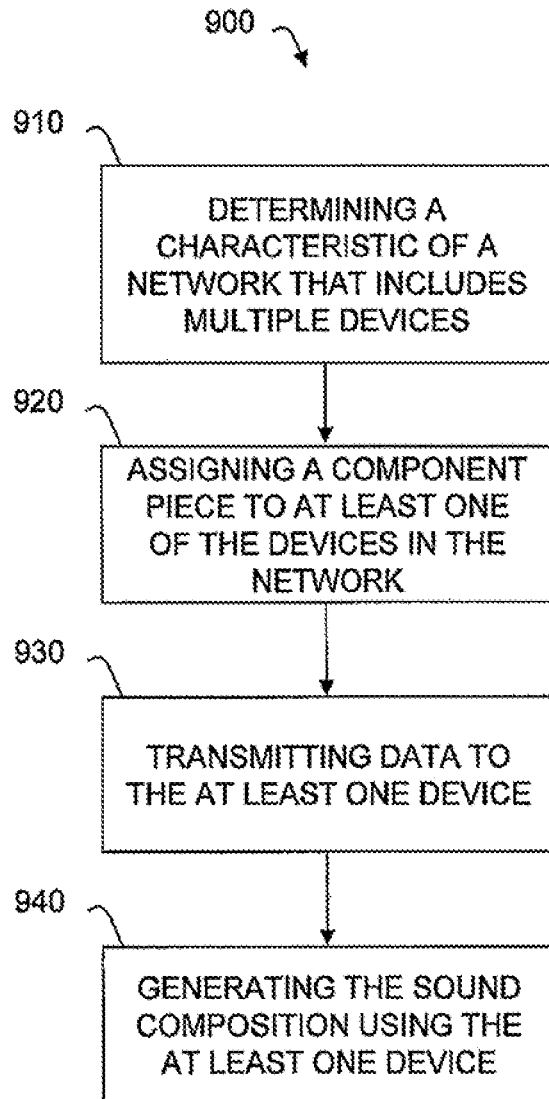 900
910
DETERMINING A
CHARACTERISTIC OF A
NETWORK THAT INCLUDES
MULTIPLE DEVICES
920
ASSIGNING A COMPONENT
PIECE TO AT LEAST ONE
OF THE DEVICES IN THE
NETWORK
930
TRANSMITTING DATA TO
THE AT LEAST ONE DEVICE
940
GENERATING THE SOUND
COMPOSITION USING THE
AT LEAST ONE DEVICE